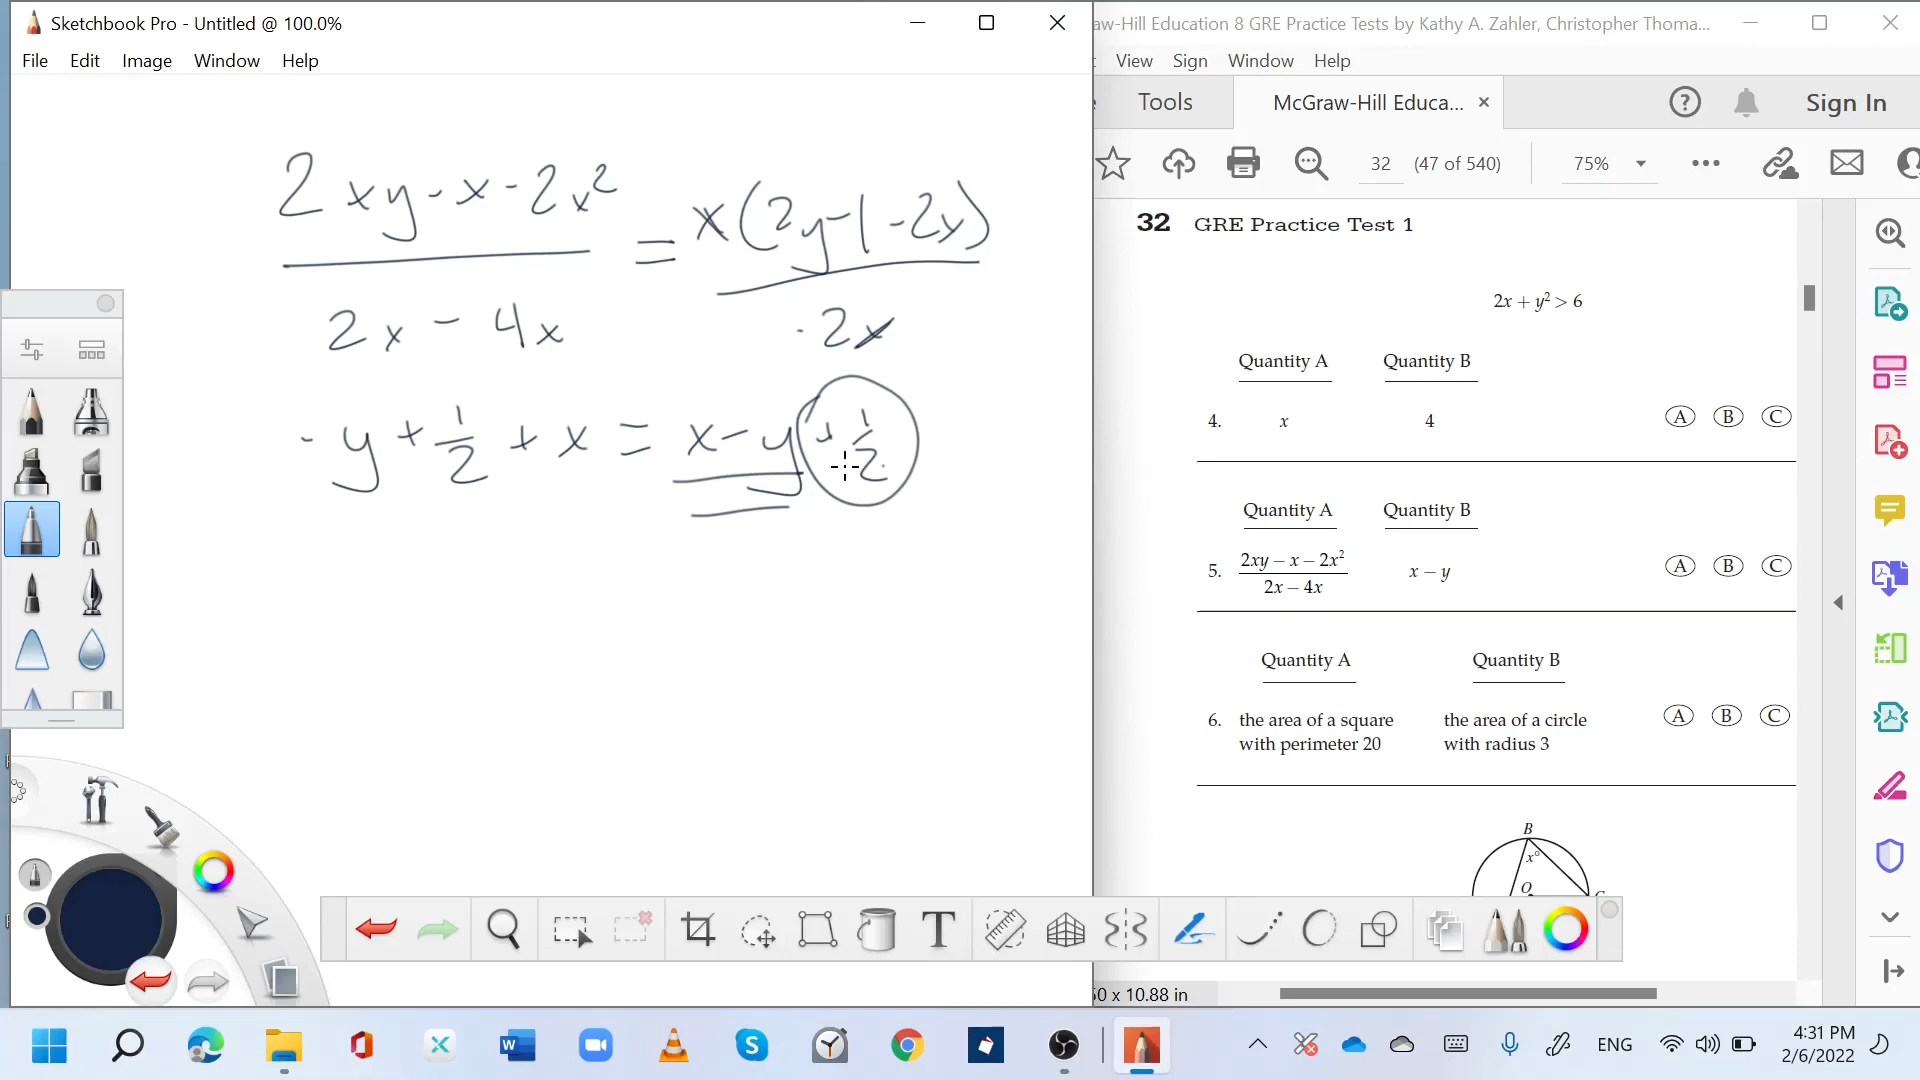 Sketchbook Pro - Untitled @ 100.0%
File Edit Image Window Help
2xy - x - 2x² = x(2y - 1 - 2x)
2x - 4x -2x
- y + 1/2 + x = x - y + 1/2
aw-Hill Education 8 GRE Practice Tests by Kathy A. Zahler, Christopher Thoma...
View Sign Window Help
Tools McGraw-Hill Educa... × Sign In
32 (47 of 540) 75%
32 GRE Practice Test 1
2x + y² > 6
Quantity A Quantity B
4. x 4 A B C
Quantity A Quantity B
5. 2xy – x – 2x² / 2x – 4x x – y A B C
Quantity A Quantity B
6. the area of a square the area of a circle A B C
with perimeter 20 with radius 3
B
x°
O
T
0 x 10.88 in
ENG
4:31 PM
2/6/2022